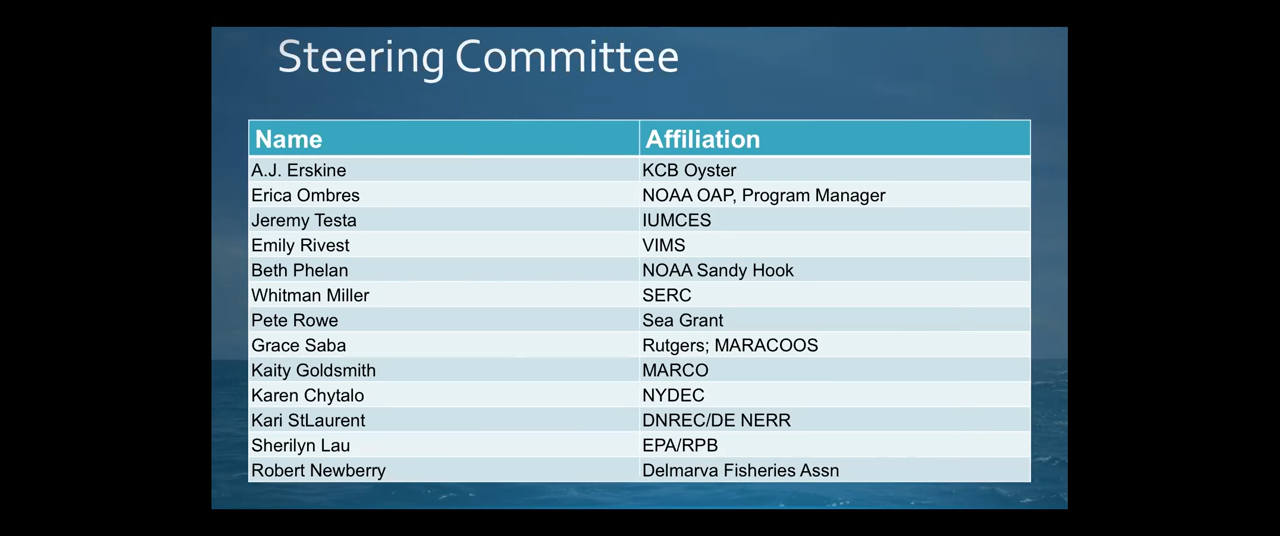 Steering Committee
Name Affiliation
A.J. Erskine KCB Oyster
Erica Ombres NOAA OAP, Program Manager
Jeremy Testa IUMCES
Emily Rivest VIMS
Beth Phelan NOAA Sandy Hook
Whitman Miller SERC
Pete Rowe Sea Grant
Grace Saba Rutgers; MARACOOS
Kaity Goldsmith MARCO
Karen Chytalo NYDEC
Kari StLaurent DNREC/DE NERR
Sherilyn Lau EPA/RPB
Robert Newberry Delmarva Fisheries Assn